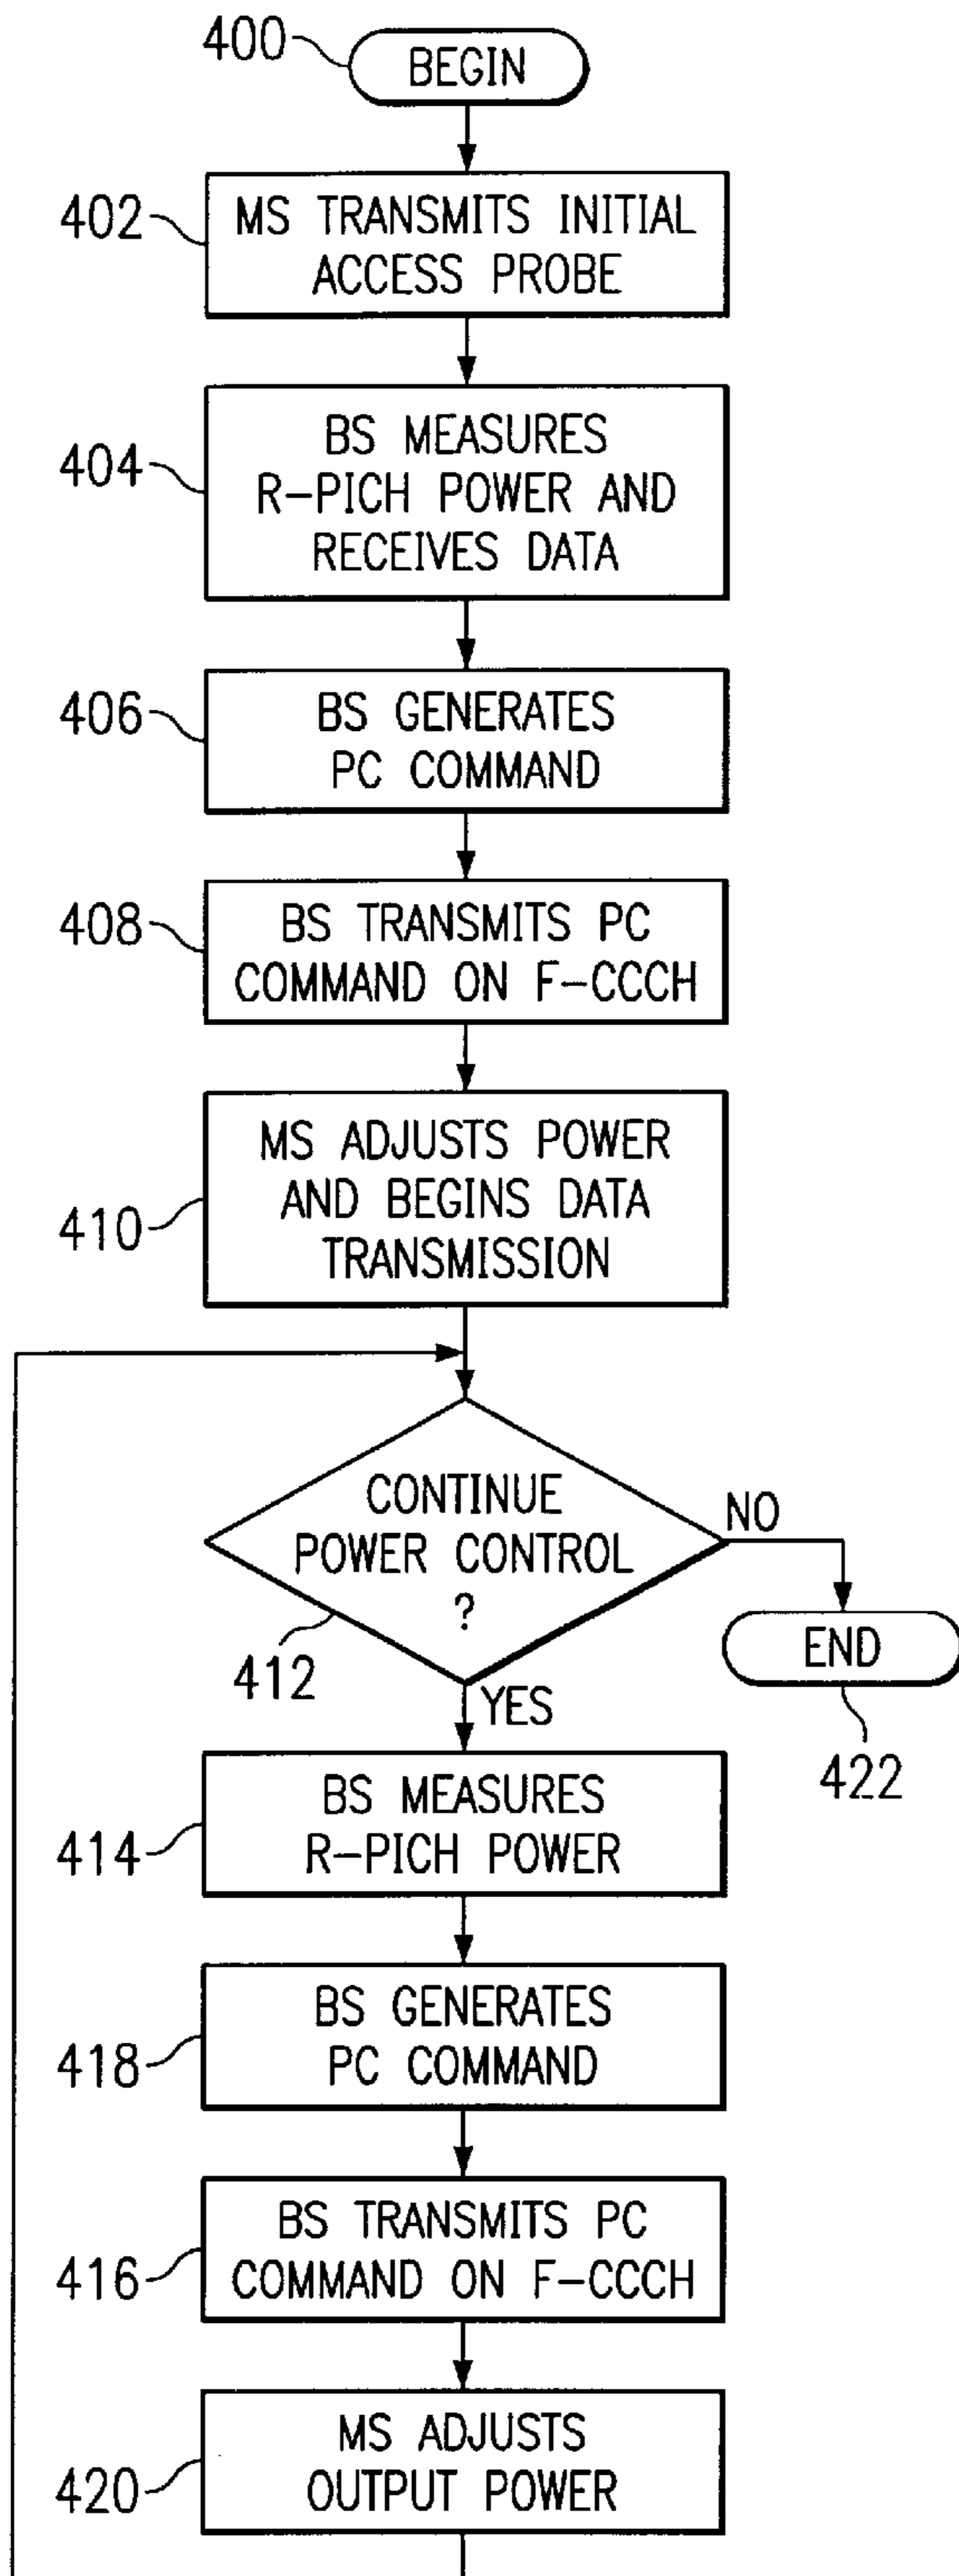 400
BEGIN
402
MS TRANSMITS INITIAL
ACCESS PROBE
404
BS MEASURES
R-PICH POWER AND
RECEIVES DATA
406
BS GENERATES
PC COMMAND
408
BS TRANSMITS PC
COMMAND ON F-CCCH
410
MS ADJUSTS POWER
AND BEGINS DATA
TRANSMISSION
CONTINUE
POWER CONTROL
?
412
NO
END
422
YES
414
BS MEASURES
R-PICH POWER
418
BS GENERATES
PC COMMAND
416
BS TRANSMITS PC
COMMAND ON F-CCCH
420
MS ADJUSTS
OUTPUT POWER